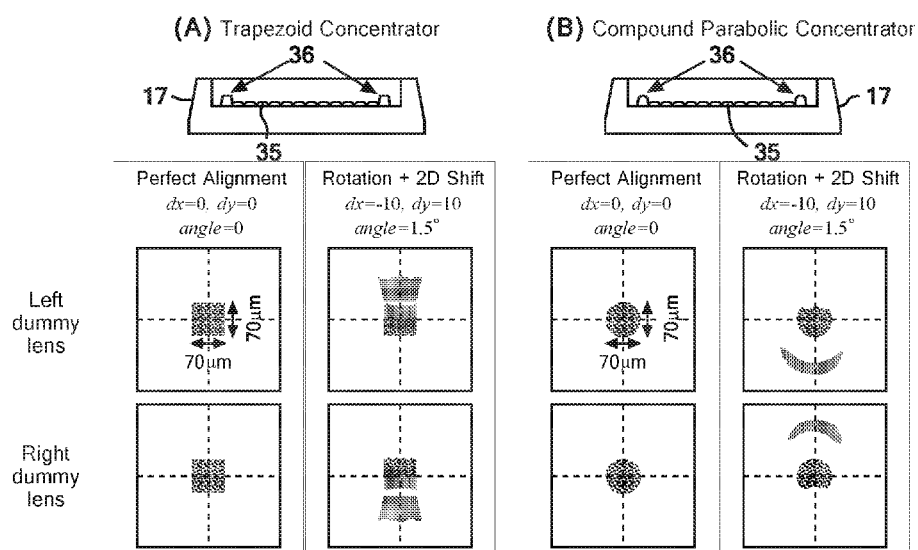 (A) Trapezoid Concentrator
36
17
35
(B) Compound Parabolic Concentrator
36
17
35
Perfect Alignment
dx=0, dy=0
angle=0
Rotation + 2D Shift
dx=-10, dy=10
angle=1.5°
Perfect Alignment
dx=0, dy=0
angle=0
Rotation + 2D Shift
dx=-10, dy=10
angle=1.5°
Left
dummy
lens
70µm
70µm
70µm
70µm
Right
dummy
lens